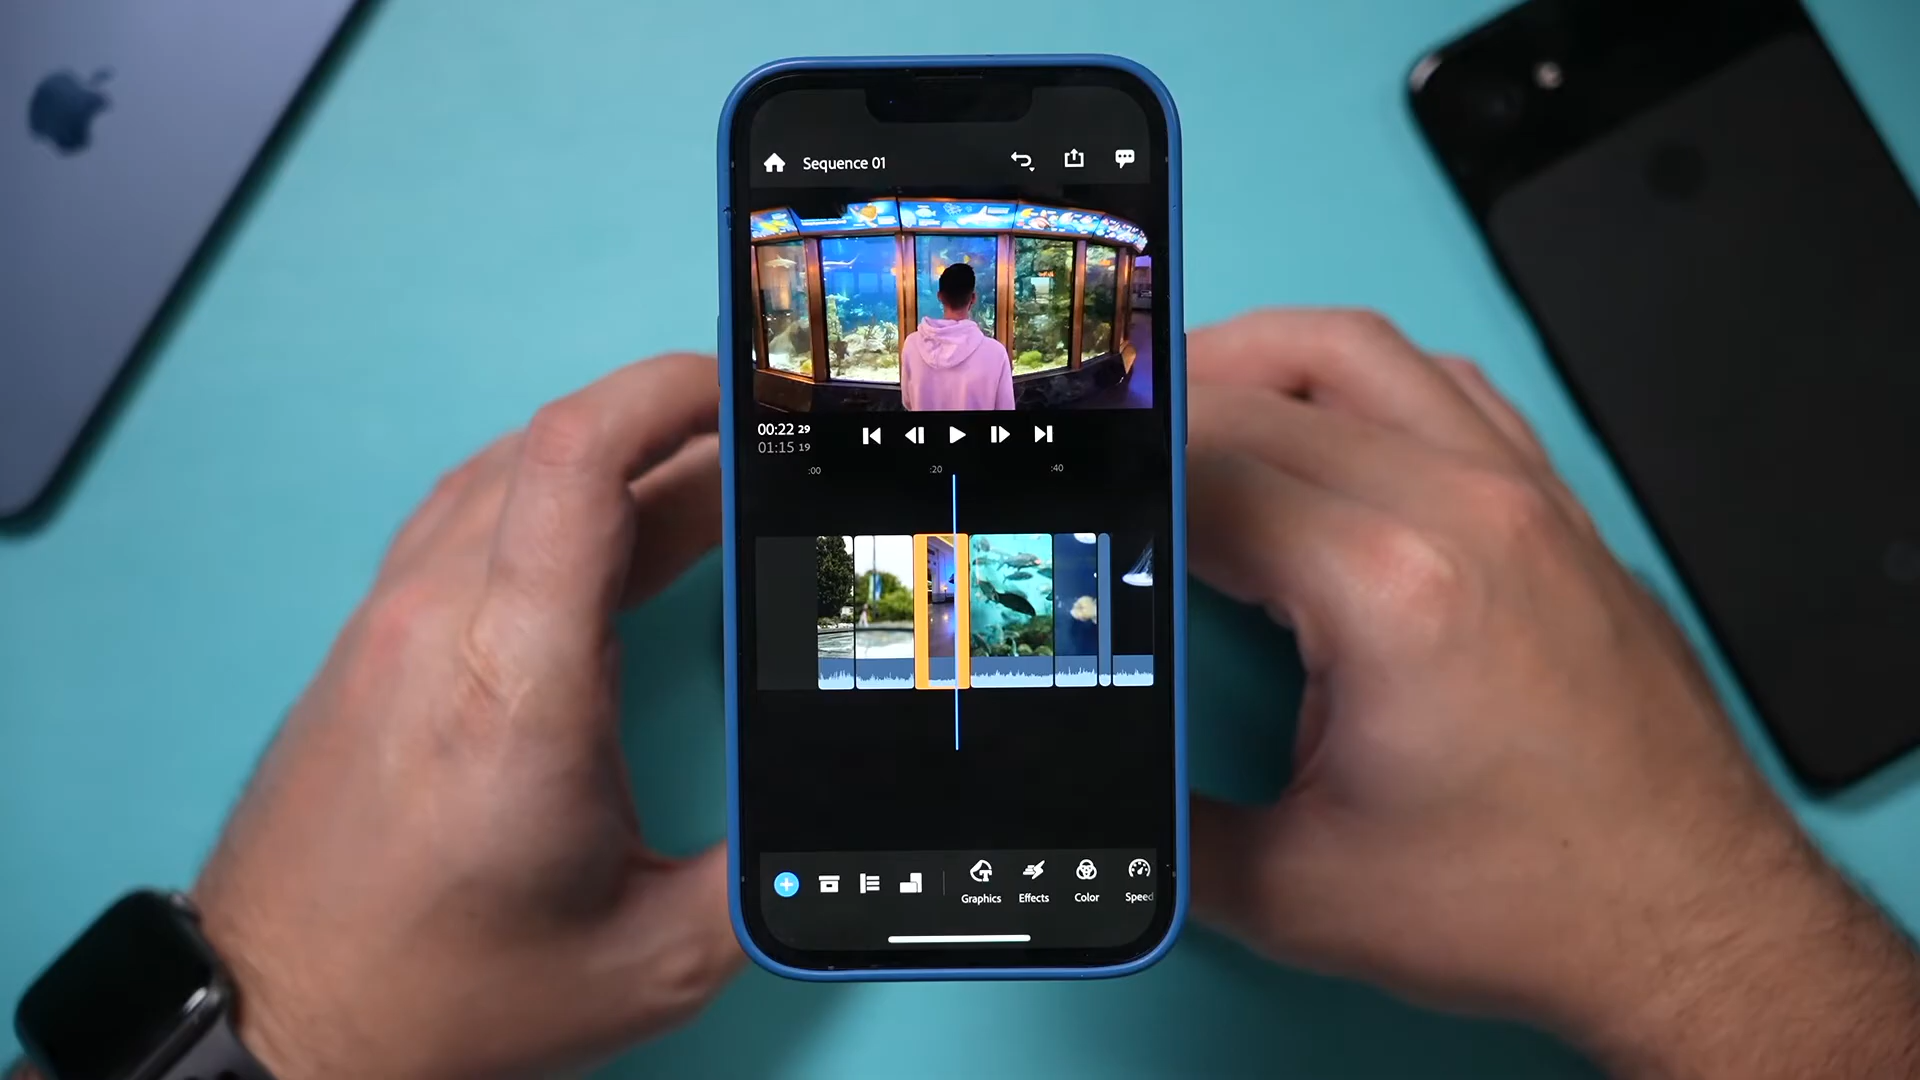 Sequence 01
00:22 29
01:15 19
:00 :20 :40
Graphics Effects Color Speed